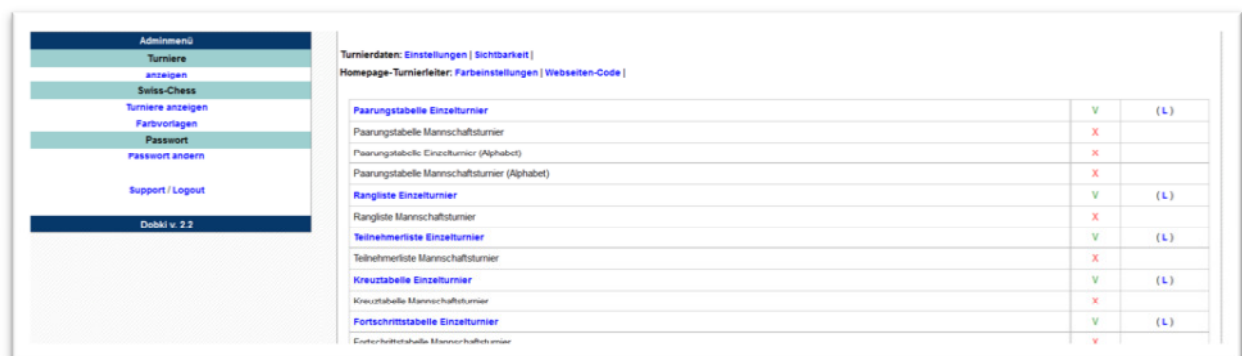 Adminmenü
Turniere
anzeigen
Swiss-Chess
Turniere anzeigen
Farbvorlagen
Passwort
Passwort ändern
Support / Logout
Dobki v. 2.2
Turnierdaten: Einstellungen | Sichtbarkeit |
Homepage-Turnierleiter: Farbeinstellungen | Webseiten-Code |
Paarungstabelle Einzelturnier V ( L )
Paarungstabelle Mannschaftsturnier X
Paarungstabelle Einzelturnier (Alphabet) X
Paarungstabelle Mannschaftsturnier (Alphabet) X
Rangliste Einzelturnier V ( L )
Rangliste Mannschaftsturnier X
Teilnehmerliste Einzelturnier V ( L )
Teilnehmerliste Mannschaftsturnier X
Kreuztabelle Einzelturnier V ( L )
Kreuztabelle Mannschaftsturnier X
Fortschrittstabelle Einzelturnier V ( L )
Fortschrittstabelle Mannschaftsturnier X